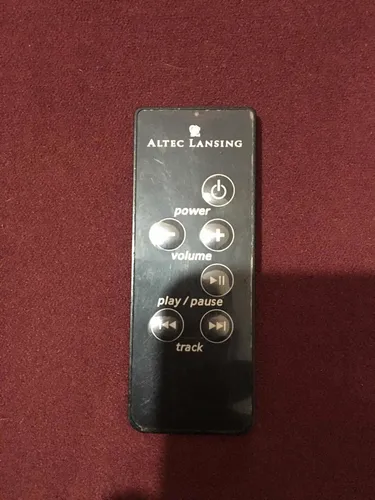 ALTEC LANSING
power
volume
play / pause
track